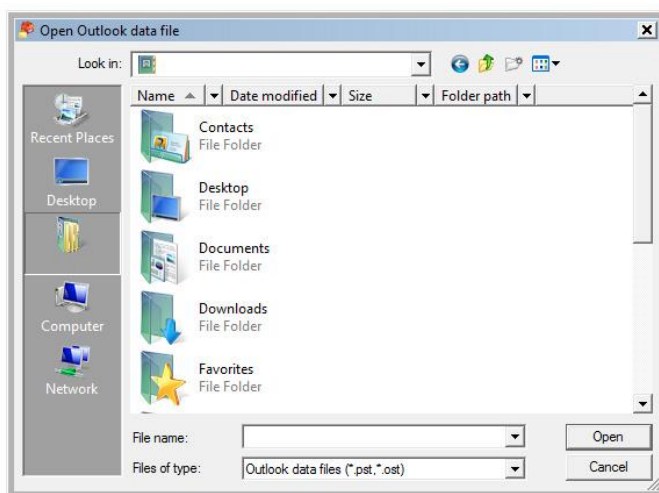 Open Outlook data file
Look in:
Name Date modified Size Folder path
Recent Places
Desktop
Computer
Network
Contacts
File Folder
Desktop
File Folder
Documents
File Folder
Downloads
File Folder
Favorites
File Folder
File name:
Open
Files of type:
Outlook data files (*.pst,*.ost)
Cancel